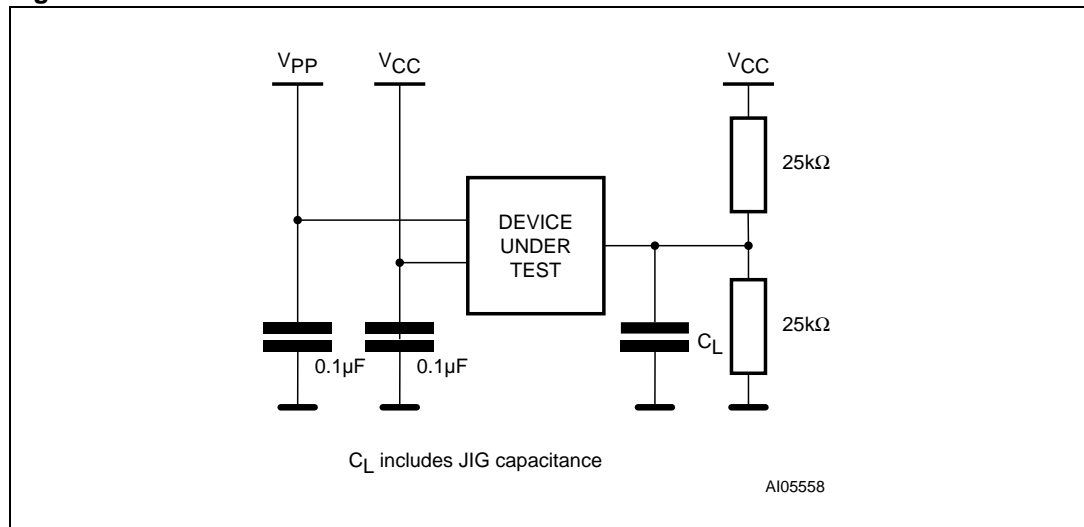 VPP
VCC
VCC
25kΩ
DEVICE
UNDER
TEST
25kΩ
CL
0.1µF
0.1µF
CL includes JIG capacitance
AI05558